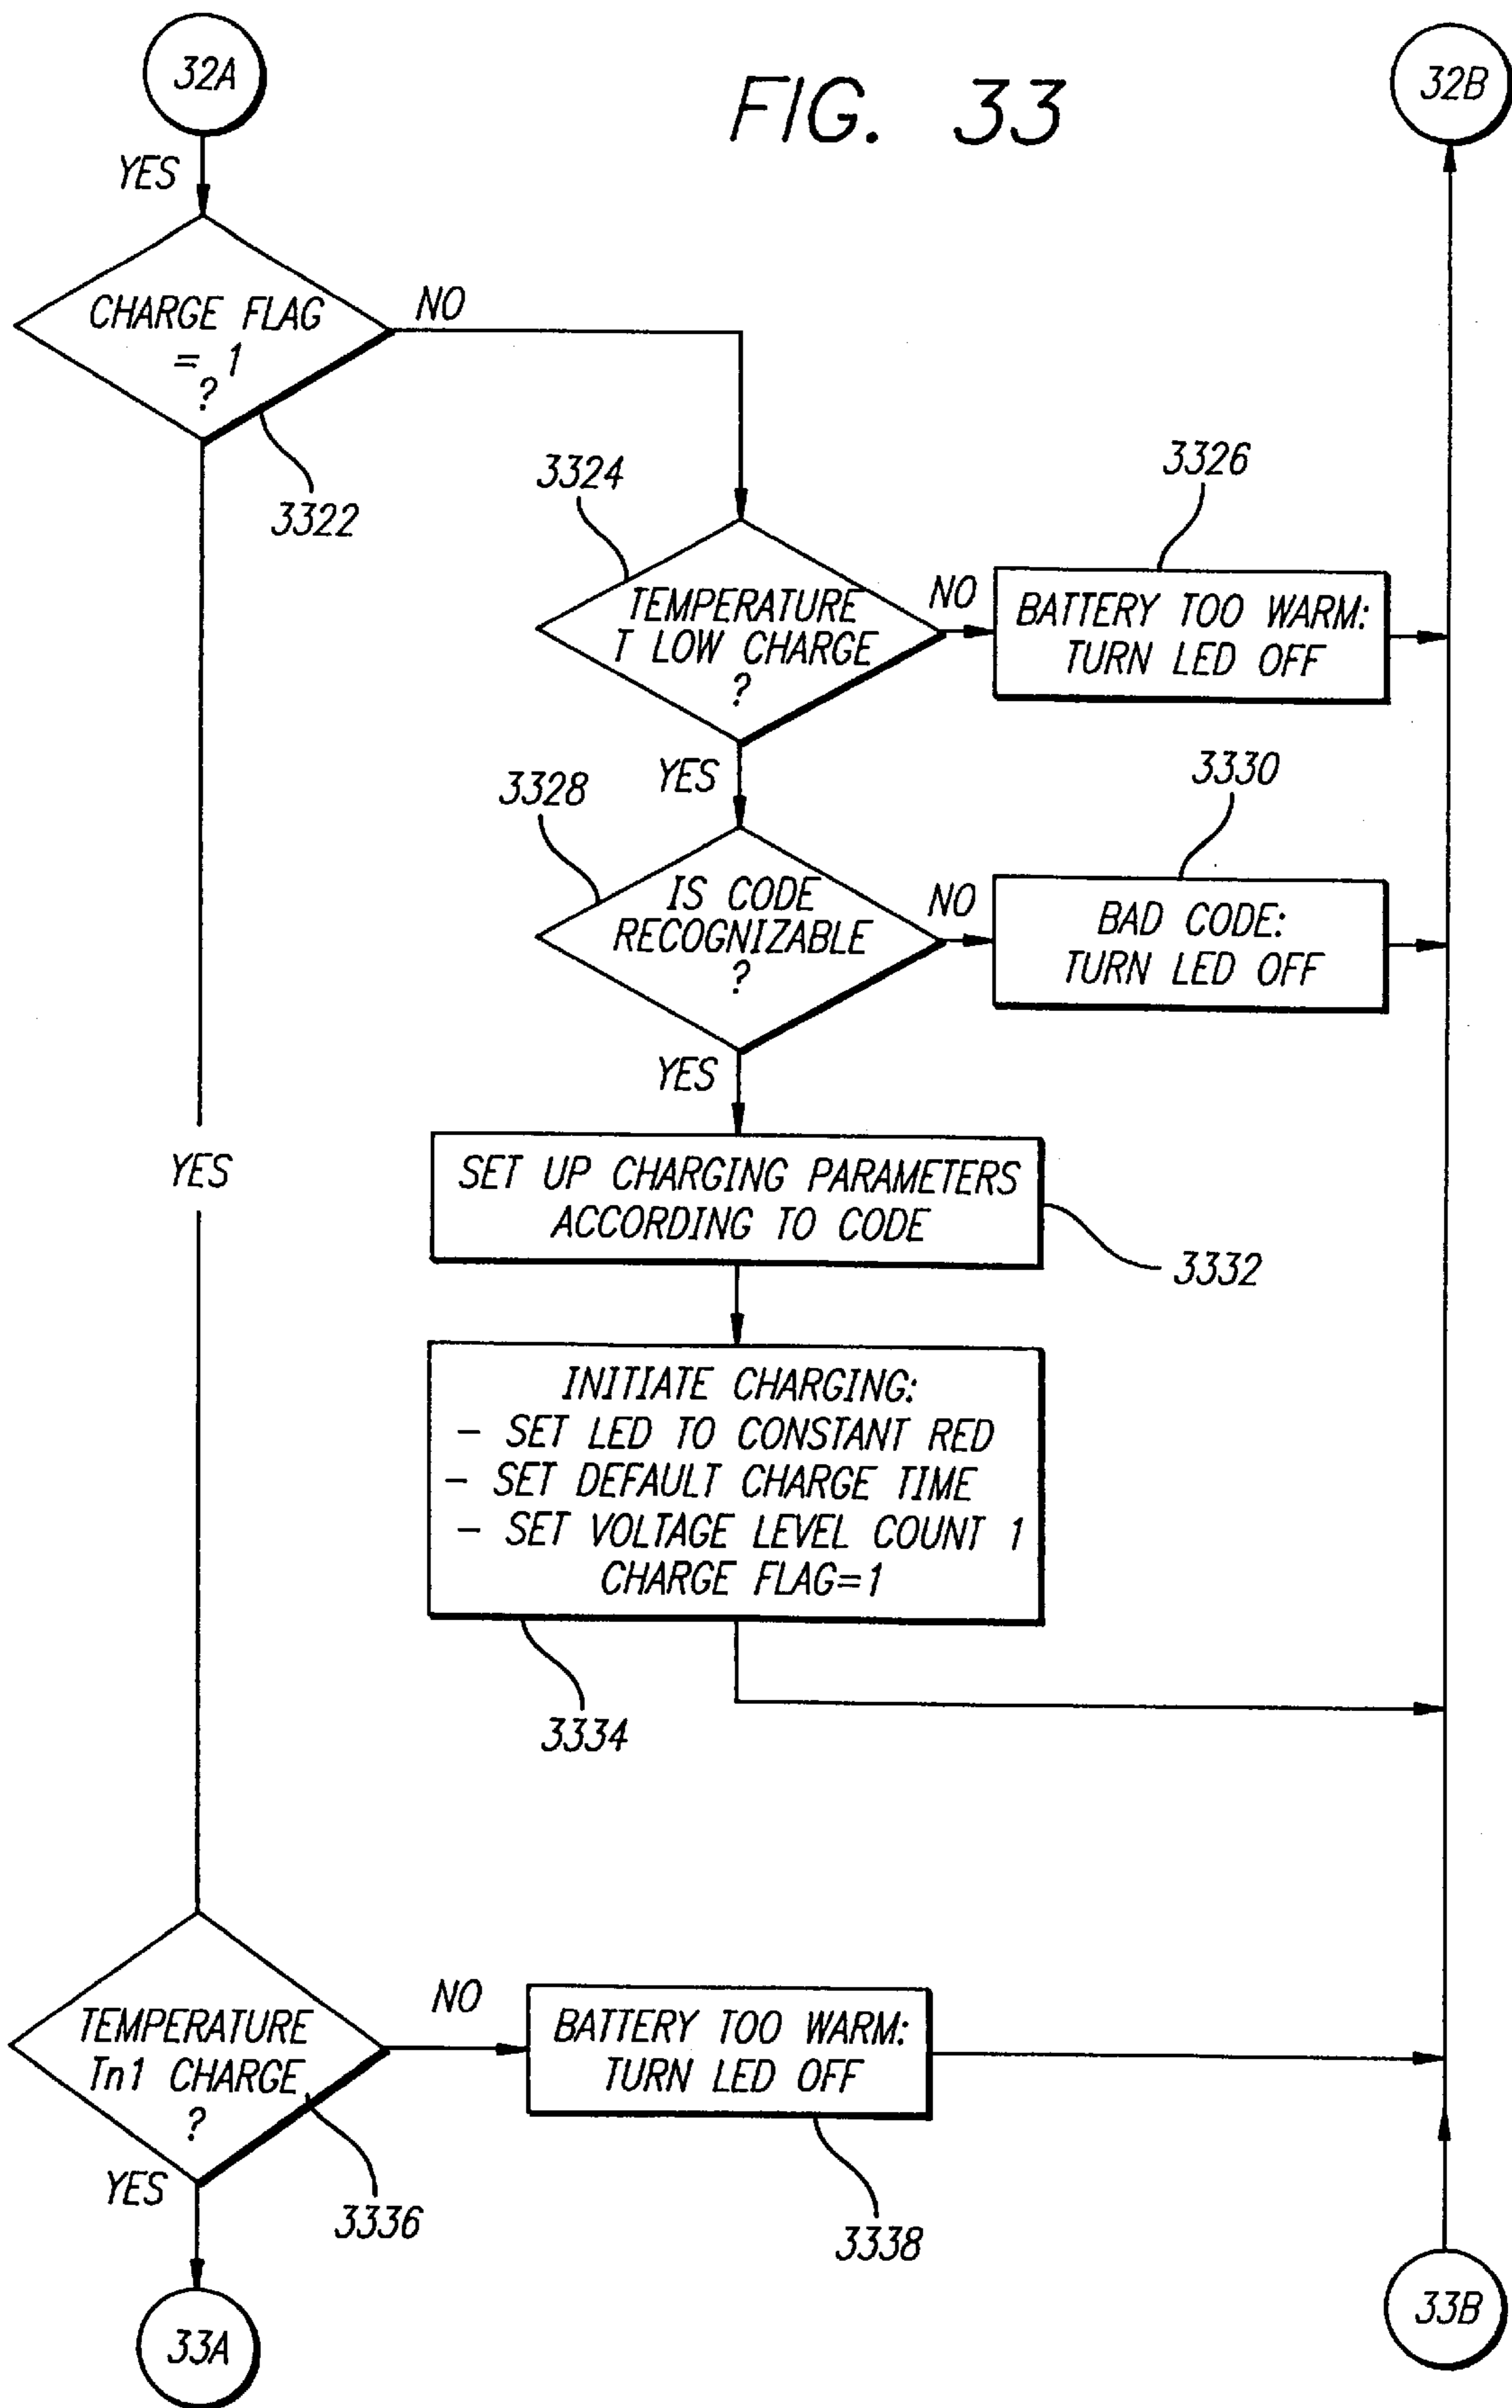 32A
FIG. 33
32B
YES
CHARGE FLAG
= 1
?
NO
3322
3324
TEMPERATURE
T LOW CHARGE
?
NO
3326
BATTERY TOO WARM:
TURN LED OFF
YES
3328
IS CODE
RECOGNIZABLE
?
NO
3330
BAD CODE:
TURN LED OFF
YES
YES
SET UP CHARGING PARAMETERS
ACCORDING TO CODE
3332
INITIATE CHARGING:
- SET LED TO CONSTANT RED
- SET DEFAULT CHARGE TIME
- SET VOLTAGE LEVEL COUNT 1
CHARGE FLAG=1
3334
TEMPERATURE
Tn1 CHARGE
?
NO
BATTERY TOO WARM:
TURN LED OFF
YES
3336
3338
33A
33B